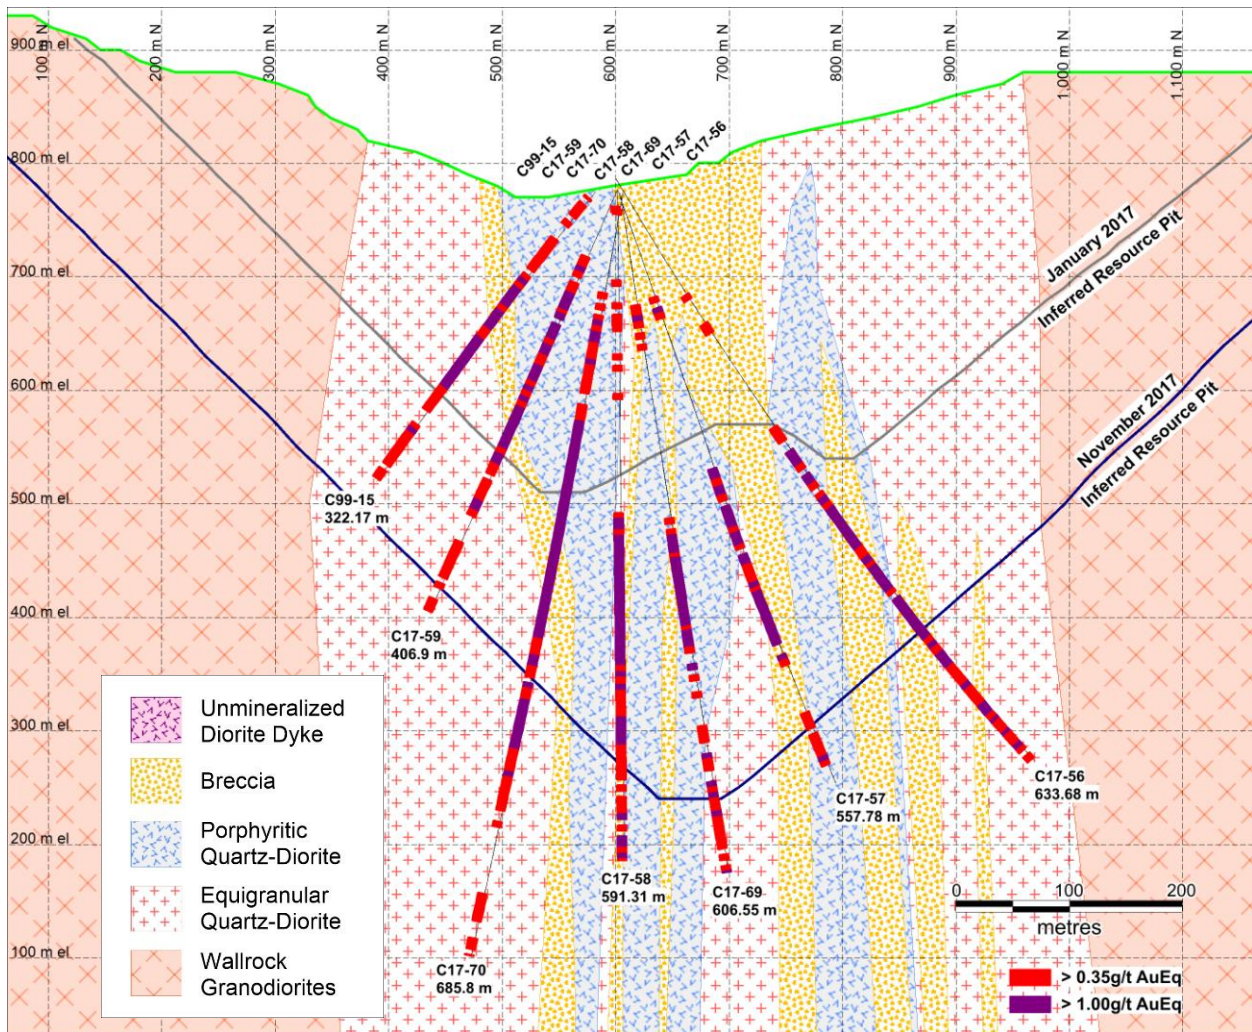 100 m N
200 m N
300 m N
400 m N
500 m N
600 m N
700 m N
800 m N
900 m N
1,000 m N
1,100 m N
900 m el
800 m el
700 m el
600 m el
500 m el
400 m el
300 m el
200 m el
100 m el
C99-15
C17-59
C17-70
C17-58
C17-69
C17-57
C17-56
January 2017
Inferred Resource Pit
November 2017
Inferred Resource Pit
C99-15
322.17 m
C17-59
406.9 m
C17-70
685.8 m
C17-58
591.31 m
C17-69
606.55 m
C17-57
557.78 m
C17-56
633.68 m
Unmineralized
Diorite Dyke
Breccia
Porphyritic
Quartz-Diorite
Equigranular
Quartz-Diorite
Wallrock
Granodiorites
0 100 200
metres
> 0.35g/t AuEq
> 1.00g/t AuEq